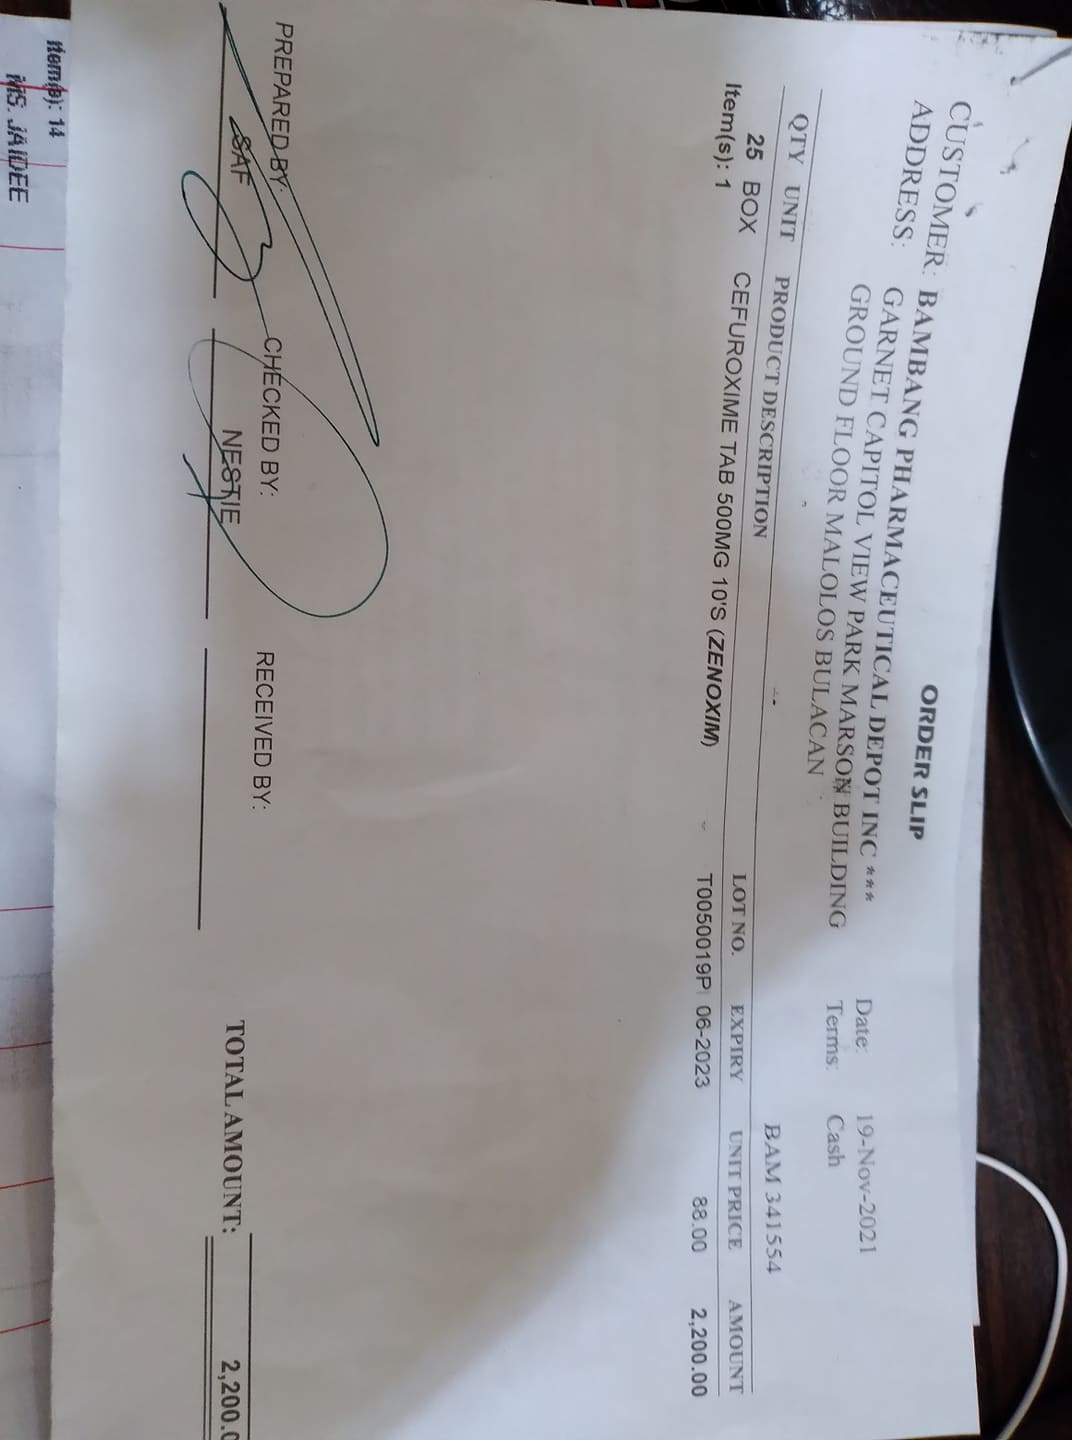 ORDER SLIP
CUSTOMER: BAMBANG PHARMACEUTICAL DEPOT INC ***
ADDRESS: GARNET CAPITOL VIEW PARK MARSON BUILDING
GROUND FLOOR MALOLOS BULACAN
Date: 19-Nov-2021
Terms: Cash
BAM 341554
QTY UNIT PRODUCT DESCRIPTION LOT NO. EXPIRY UNIT PRICE AMOUNT
25 BOX CEFUROXIME TAB 500MG 10'S (ZENOXIM) T0050019P 06-2023 88.00 2,200.00
Item(s): 1
PREPARED BY: CHECKED BY: RECEIVED BY:
SAF NESTIE
TOTAL AMOUNT: 2,200.0
Item(s): 14
MS. JAIDEE